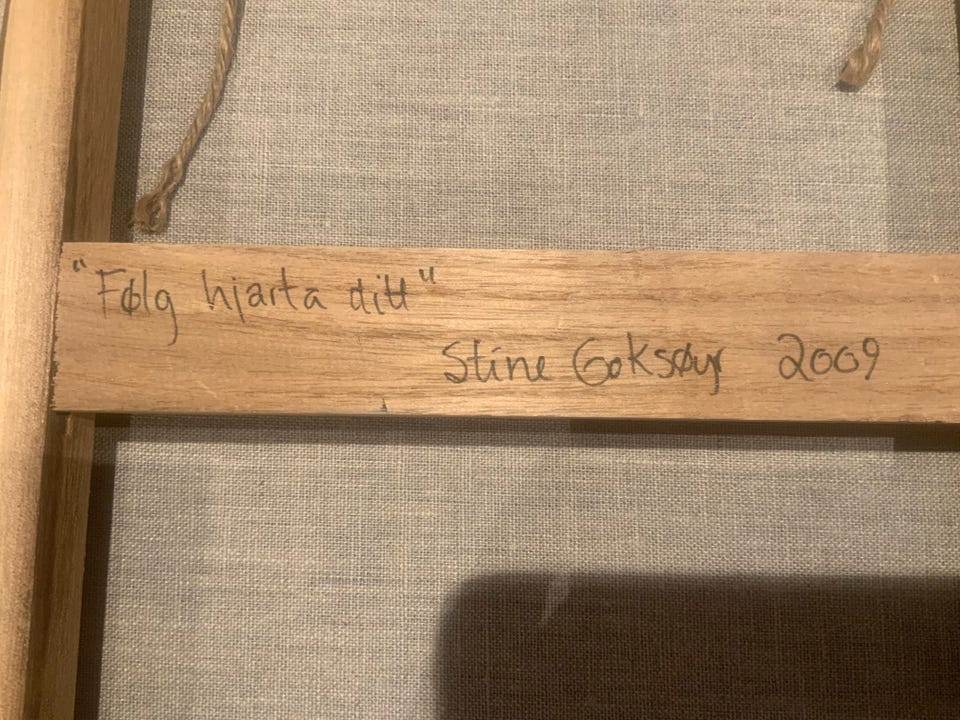 "Følg hjarta ditt"
Stine Goksøyr 2009